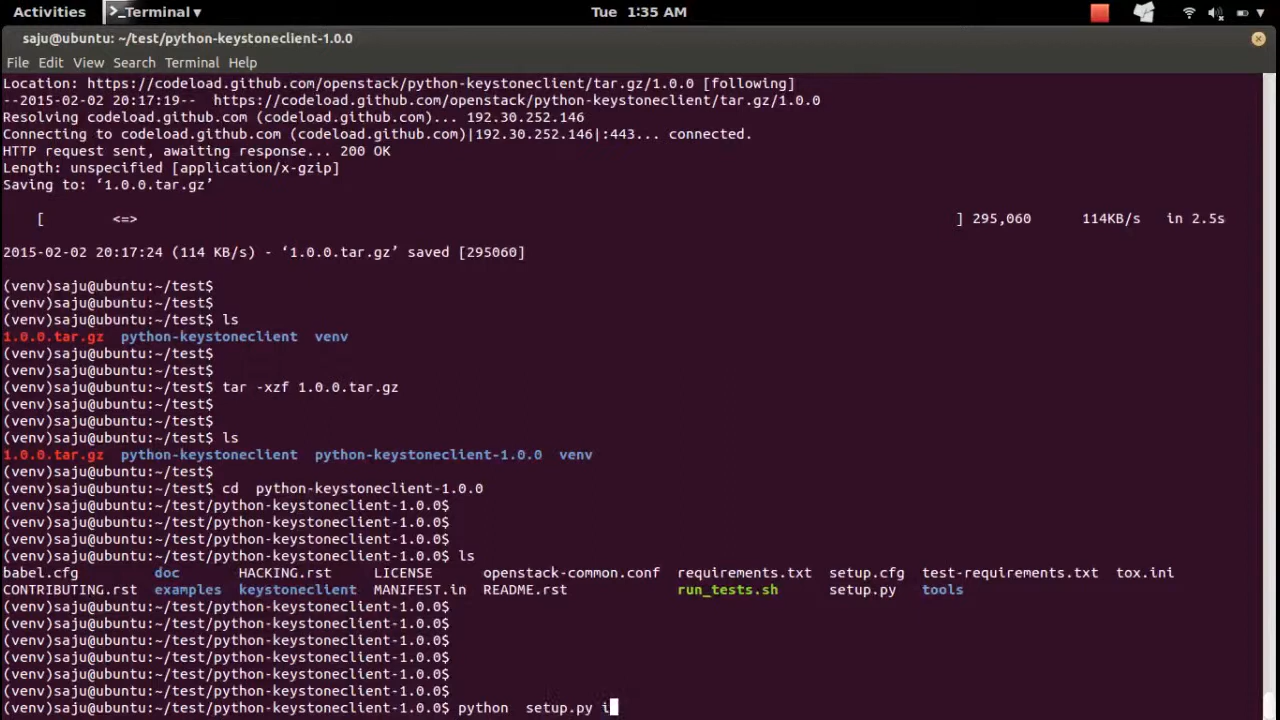 Activities >_Terminal ▾ Tue 1:35 AM
saju@ubuntu: ~/test/python-keystoneclient-1.0.0
File Edit View Search Terminal Help
Location: https://codeload.github.com/openstack/python-keystoneclient/tar.gz/1.0.0 [following]
--2015-02-02 20:17:19--  https://codeload.github.com/openstack/python-keystoneclient/tar.gz/1.0.0
Resolving codeload.github.com (codeload.github.com)... 192.30.252.146
Connecting to codeload.github.com (codeload.github.com)|192.30.252.146|:443... connected.
HTTP request sent, awaiting response... 200 OK
Length: unspecified [application/x-gzip]
Saving to: ‘1.0.0.tar.gz’
[ <=> ] 295,060 114KB/s in 2.5s
2015-02-02 20:17:24 (114 KB/s) - ‘1.0.0.tar.gz’ saved [295060]
(venv)saju@ubuntu:~/test$
(venv)saju@ubuntu:~/test$
(venv)saju@ubuntu:~/test$ ls
1.0.0.tar.gz  python-keystoneclient  venv
(venv)saju@ubuntu:~/test$
(venv)saju@ubuntu:~/test$
(venv)saju@ubuntu:~/test$ tar -xzf 1.0.0.tar.gz
(venv)saju@ubuntu:~/test$
(venv)saju@ubuntu:~/test$
(venv)saju@ubuntu:~/test$ ls
1.0.0.tar.gz  python-keystoneclient  python-keystoneclient-1.0.0  venv
(venv)saju@ubuntu:~/test$
(venv)saju@ubuntu:~/test$ cd  python-keystoneclient-1.0.0
(venv)saju@ubuntu:~/test/python-keystoneclient-1.0.0$
(venv)saju@ubuntu:~/test/python-keystoneclient-1.0.0$
(venv)saju@ubuntu:~/test/python-keystoneclient-1.0.0$
(venv)saju@ubuntu:~/test/python-keystoneclient-1.0.0$ ls
babel.cfg doc HACKING.rst LICENSE openstack-common.conf requirements.txt setup.cfg test-requirements.txt tox.ini
CONTRIBUTING.rst examples keystoneclient MANIFEST.in README.rst run_tests.sh setup.py tools
(venv)saju@ubuntu:~/test/python-keystoneclient-1.0.0$
(venv)saju@ubuntu:~/test/python-keystoneclient-1.0.0$
(venv)saju@ubuntu:~/test/python-keystoneclient-1.0.0$
(venv)saju@ubuntu:~/test/python-keystoneclient-1.0.0$
(venv)saju@ubuntu:~/test/python-keystoneclient-1.0.0$
(venv)saju@ubuntu:~/test/python-keystoneclient-1.0.0$
(venv)saju@ubuntu:~/test/python-keystoneclient-1.0.0$ python  setup.py i